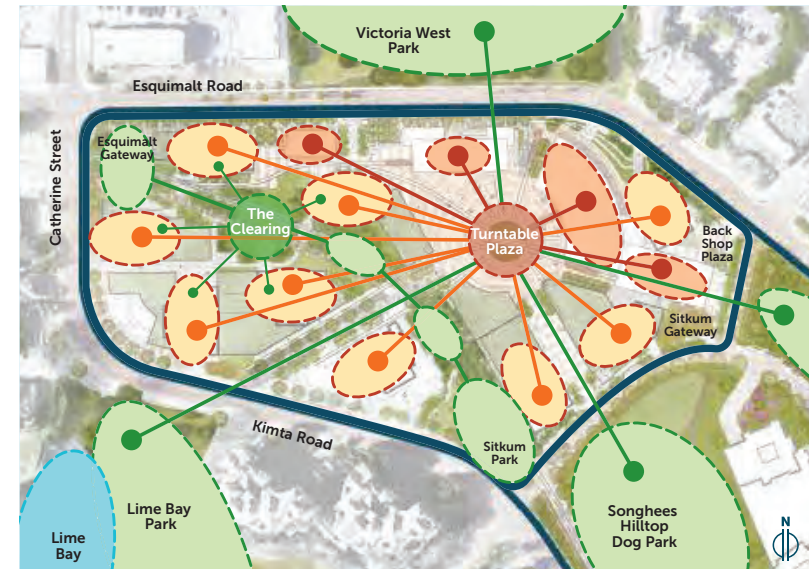 Victoria West
Park
Esquimalt Road
Catherine Street
Esquimalt
Gateway
The
Clearing
Turntable
Plaza
Back
Shop
Plaza
Sitkum
Gateway
Kimta Road
Sitkum
Park
Lime Bay
Park
Lime
Bay
Songhees
Hilltop
Dog Park
N